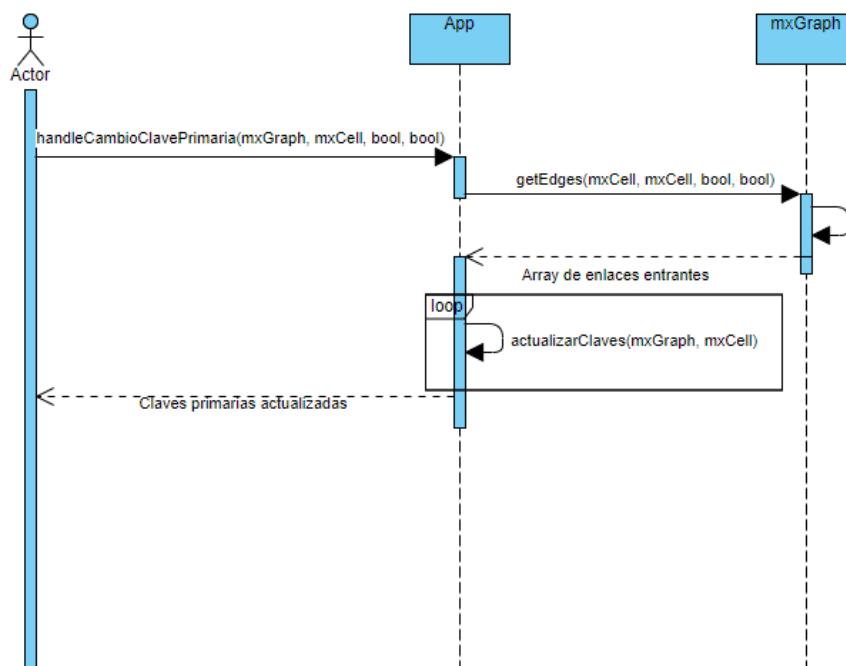 App
mxGraph
Actor
handleCambioClavePrimaria(mxGraph, mxCell, bool, bool)
getEdges(mxCell, mxCell, bool, bool)
Array de enlaces entrantes
loop
actualizarClaves(mxGraph, mxCell)
Claves primarias actualizadas